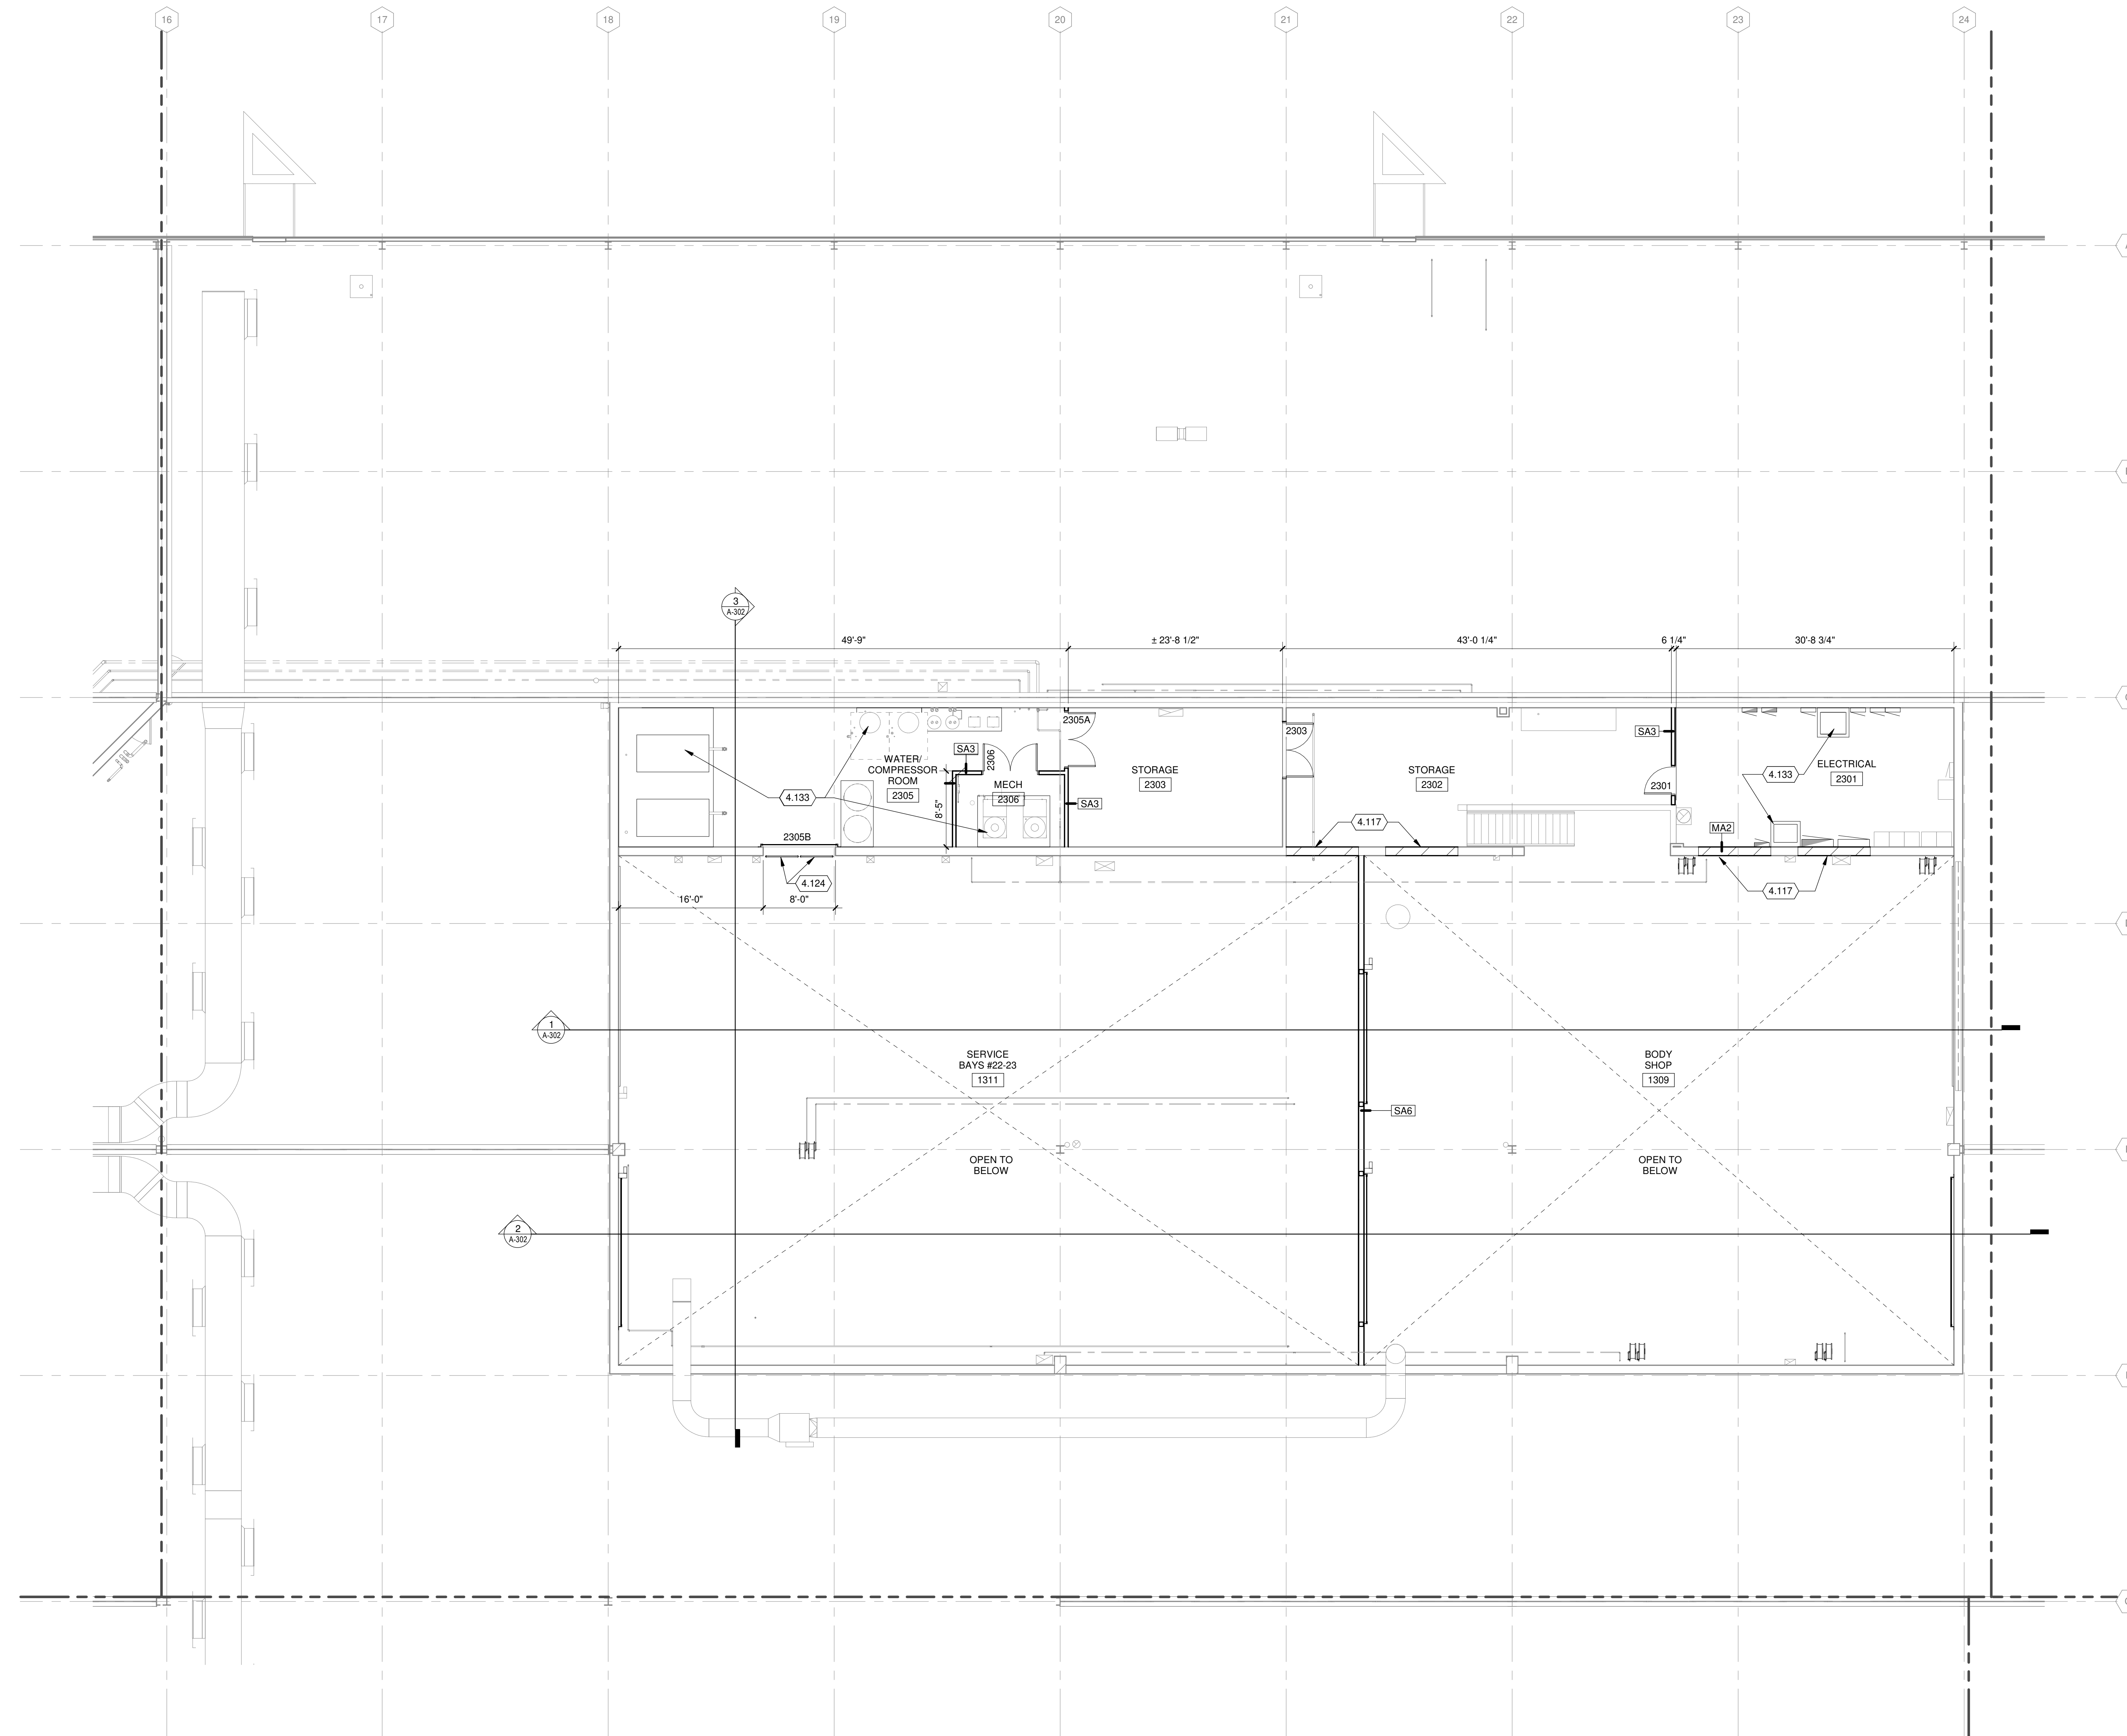 16
17
18
19
20
21
22
23
24
3
A-302
49'-9"
± 23'-8 1/2"
43'-0 1/4"
6 1/4"
30'-8 3/4"
2305A
2303
SA3
SA3
2306
WATER/
COMPRESSOR
ROOM
2305
MECH
2306
STORAGE
2303
STORAGE
2302
ELECTRICAL
2301
4.133
2301
4.133
SA3
8'-5"
4.117
MA2
2305B
4.124
4.117
16'-0"
8'-0"
1
A-302
SERVICE
BAYS #22-23
1311
BODY
SHOP
1309
SA6
OPEN TO
BELOW
OPEN TO
BELOW
2
A-302